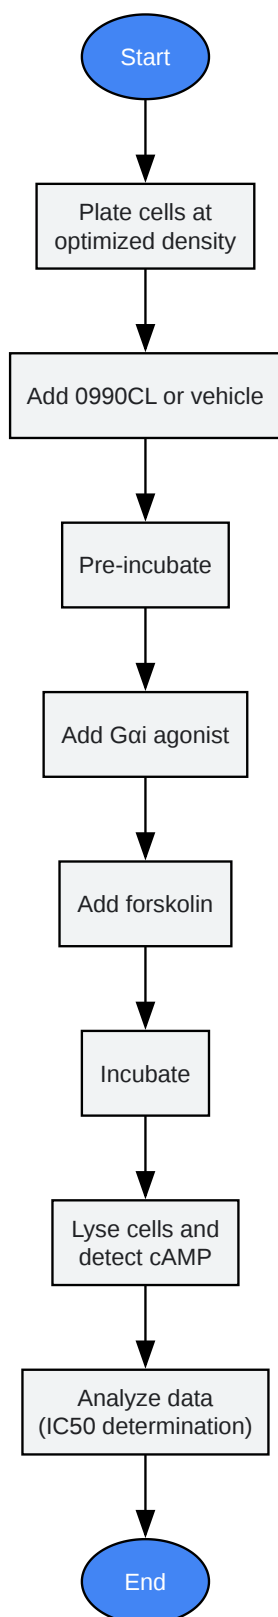 Start
Plate cells at
optimized density
Add 0990CL or vehicle
Pre-incubate
Add Gαi agonist
Add forskolin
Incubate
Lyse cells and
detect cAMP
Analyze data
(IC50 determination)
End